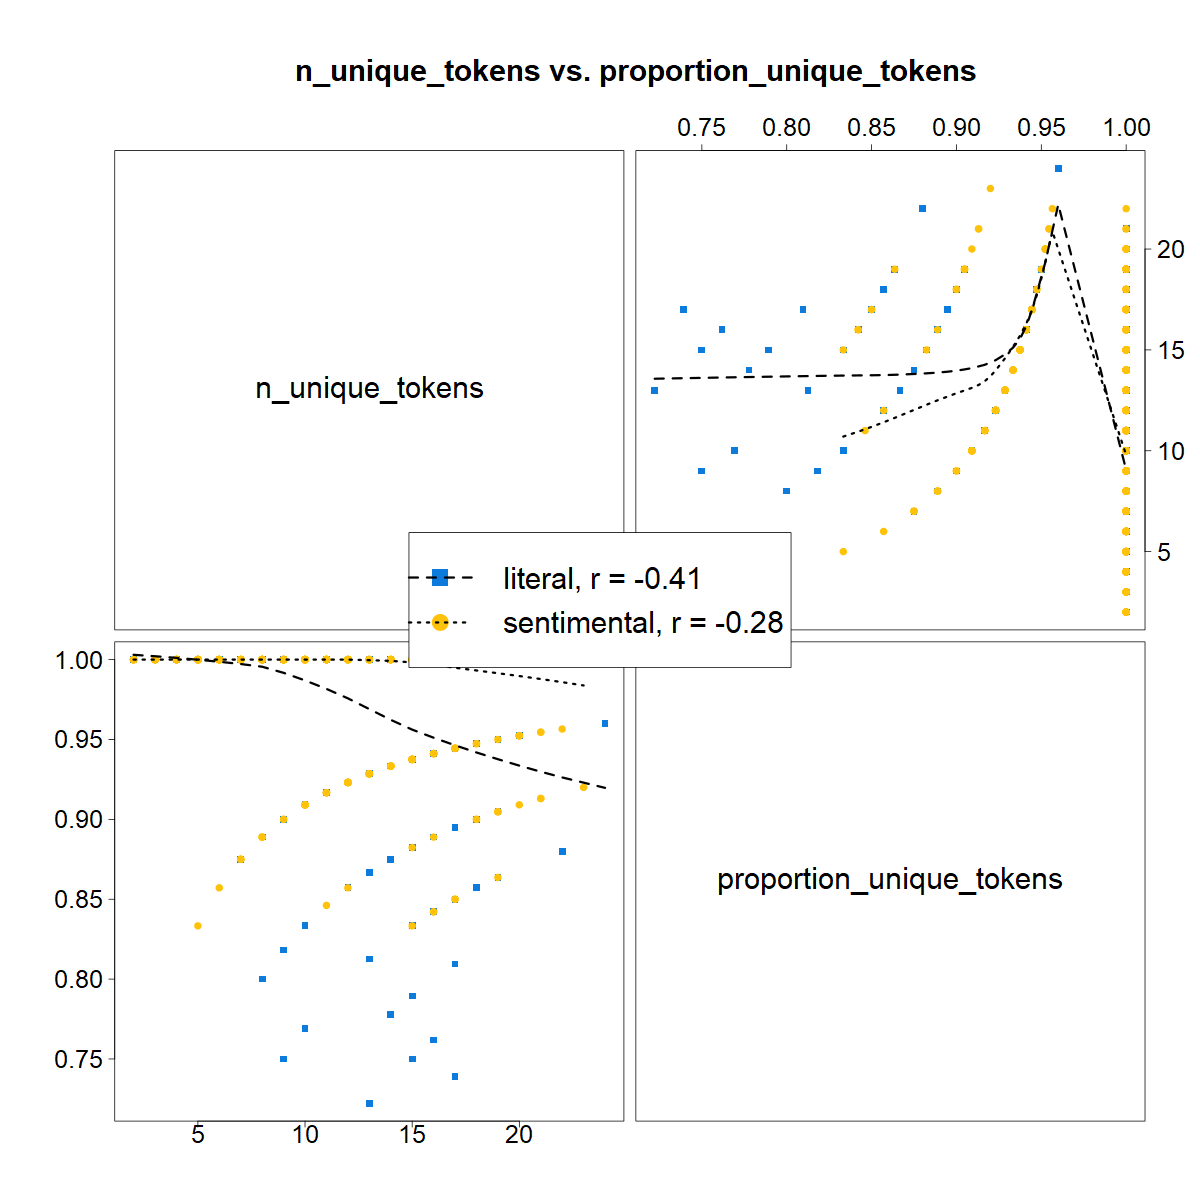 n_unique_tokens vs. proportion_unique_tokens
0.75 0.80 0.85 0.90 0.95 1.00
n_unique_tokens
20
15
10
5
literal, r = -0.41
sentimental, r = -0.28
1.00
0.95
0.90
0.85
0.80
0.75
proportion_unique_tokens
5 10 15 20